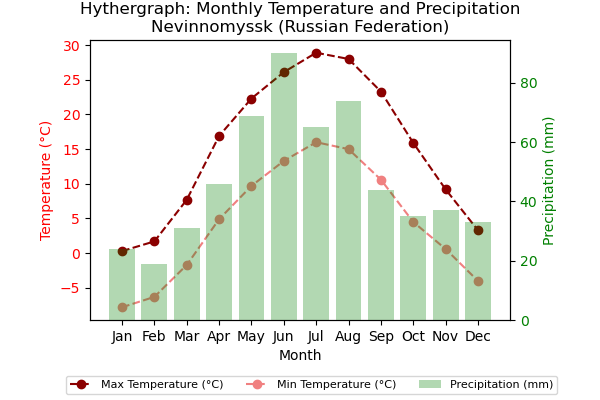 Hythergraph: Monthly Temperature and Precipitation
Nevinnomyssk (Russian Federation)
30
25
20
15
10
5
0
−5
Temperature (°C)
80
60
40
20
0
Precipitation (mm)
Jan Feb Mar Apr May Jun Jul Aug Sep Oct Nov Dec
Month
Max Temperature (°C) Min Temperature (°C) Precipitation (mm)